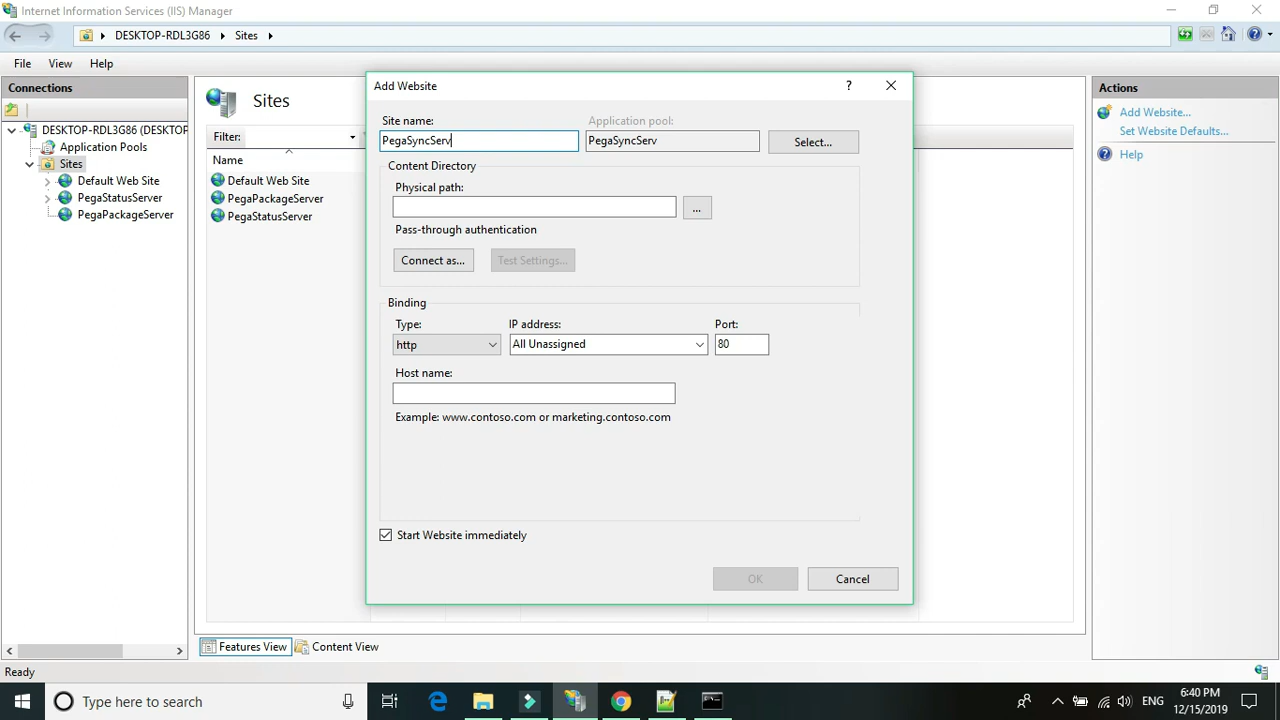 Internet Information Services (IIS) Manager
DESKTOP-RDL3G86
Sites
File View Help
Connections
DESKTOP-RDL3G86 (DESKTOP
Application Pools
Sites
Default Web Site
PegaStatusServer
PegaPackageServer
Sites
Filter:
Name
Default Web Site
PegaPackageServer
PegaStatusServer
Add Website
?
Site name:
Application pool:
PegaSyncServ
PegaSyncServ
Select...
Content Directory
Physical path:
...
Pass-through authentication
Connect as...
Test Settings...
Binding
Type:
IP address:
Port:
http
All Unassigned
80
Host name:
Example: www.contoso.com or marketing.contoso.com
Start Website immediately
OK
Cancel
Actions
Add Website...
Set Website Defaults...
Help
Features View
Content View
Ready
Type here to search
ENG
6:40 PM
12/15/2019